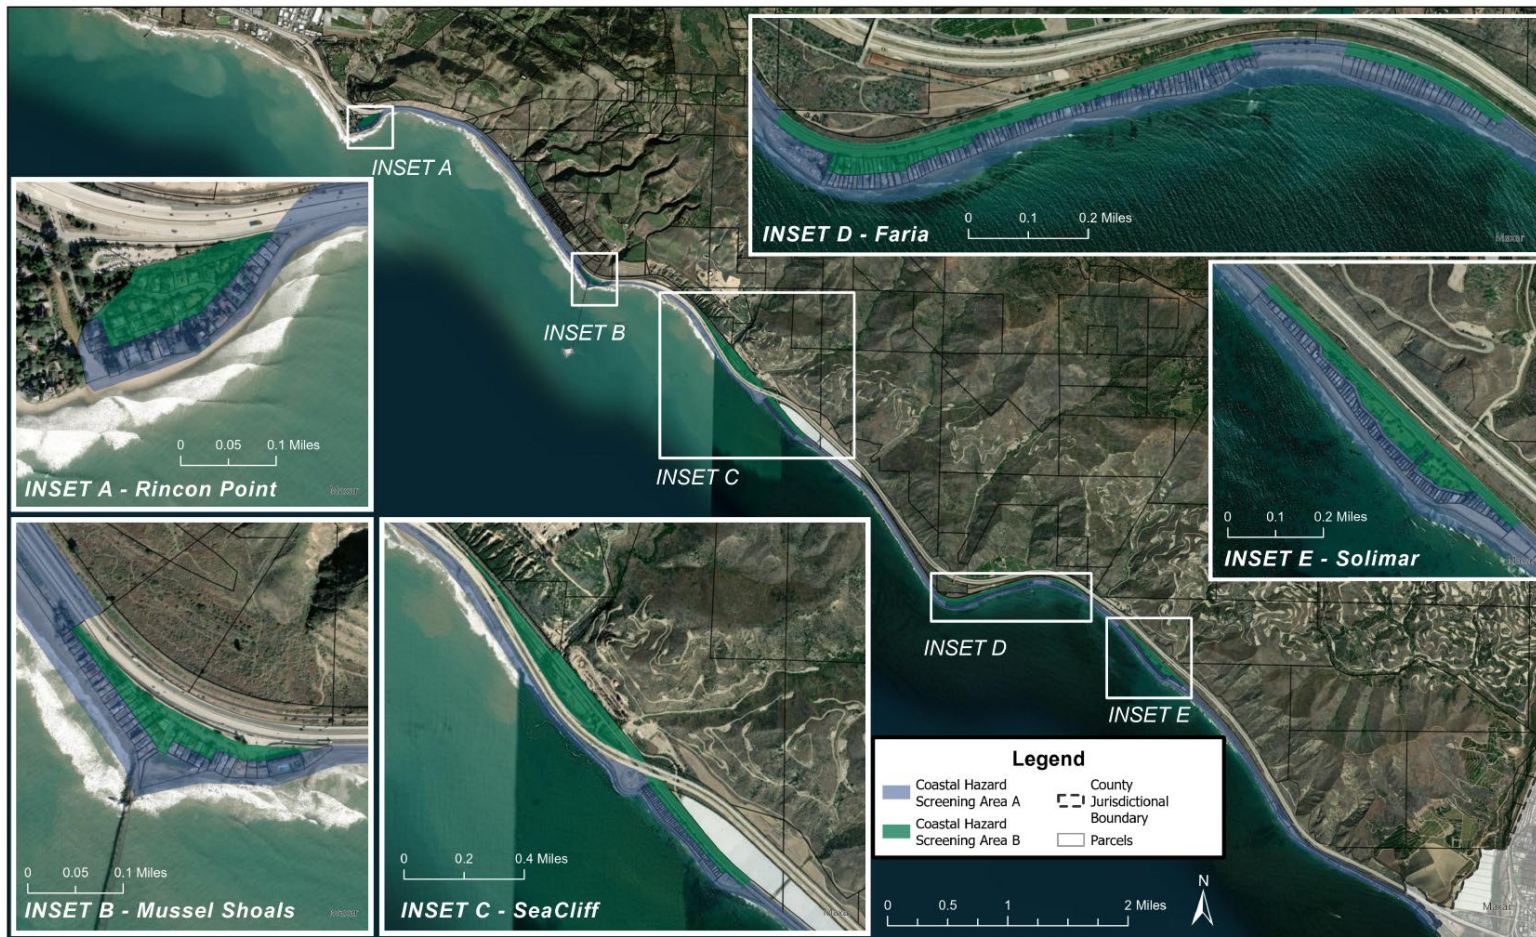 INSET A
INSET B
INSET C
INSET D
INSET E
0 0.1 0.2 Miles
INSET D - Faria
Maxar
0 0.05 0.1 Miles
INSET A - Rincon Point
Maxar
0 0.1 0.2 Miles
INSET E - Solimar
Maxar
0 0.05 0.1 Miles
INSET B - Mussel Shoals
Maxar
0 0.2 0.4 Miles
INSET C - SeaCliff
Maxar
Legend
Coastal Hazard
Screening Area A
Coastal Hazard
Screening Area B
County
Jurisdictional
Boundary
Parcels
0 0.5 1 2 Miles
N
Maxar